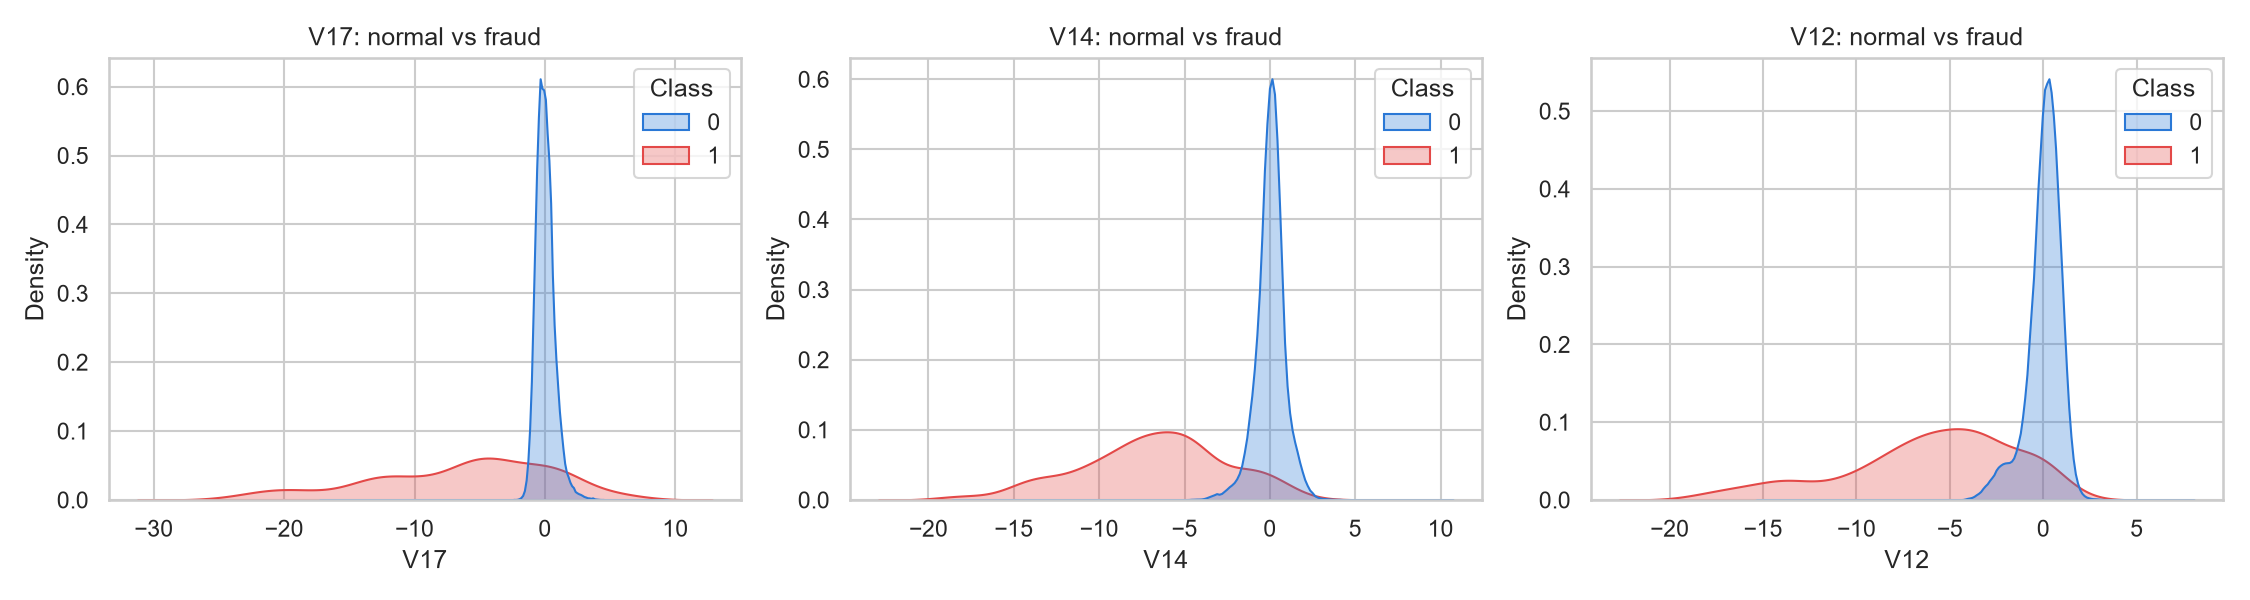 V17: normal vs fraud
Class
0
1
0.6
0.5
0.4
0.3
0.2
0.1
0.0
Density
−30 −20 −10 0 10
V17
V14: normal vs fraud
Class
0
1
0.6
0.5
0.4
0.3
0.2
0.1
0.0
Density
−20 −15 −10 −5 0 5 10
V14
V12: normal vs fraud
Class
0
1
0.5
0.4
0.3
0.2
0.1
0.0
Density
−20 −15 −10 −5 0 5
V12